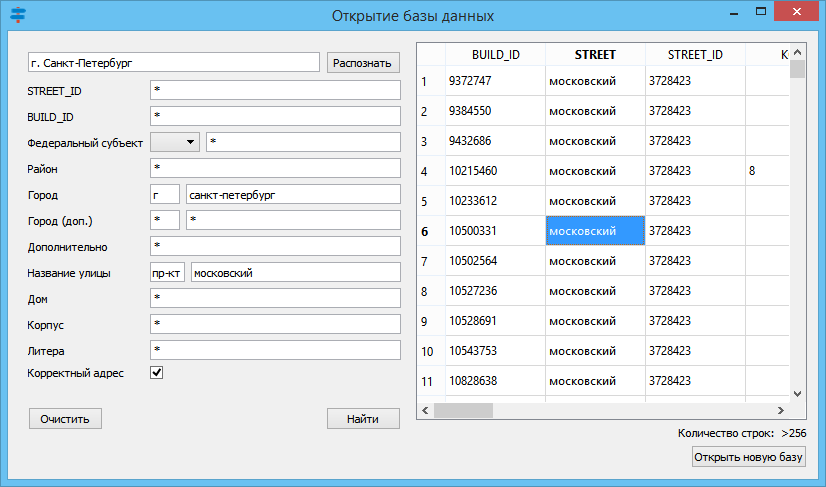 Открытие базы данных
г. Санкт-Петербург Распознать
STREET_ID *
BUILD_ID *
Федеральный субъект *
Район *
Город г санкт-петербург
Город (доп.) * *
Дополнительно *
Название улицы пр-кт московский
Дом *
Корпус *
Литера *
Корректный адрес
Очистить Найти
BUILD_ID STREET STREET_ID
1 9372747 московский 3728423
2 9384550 московский 3728423
3 9432686 московский 3728423
4 10215460 московский 3728423 8
5 10233612 московский 3728423
6 10500331 московский 3728423
7 10502564 московский 3728423
8 10527236 московский 3728423
9 10528691 московский 3728423
10 10543753 московский 3728423
11 10828638 московский 3728423
Количество строк: >256
Открыть новую базу